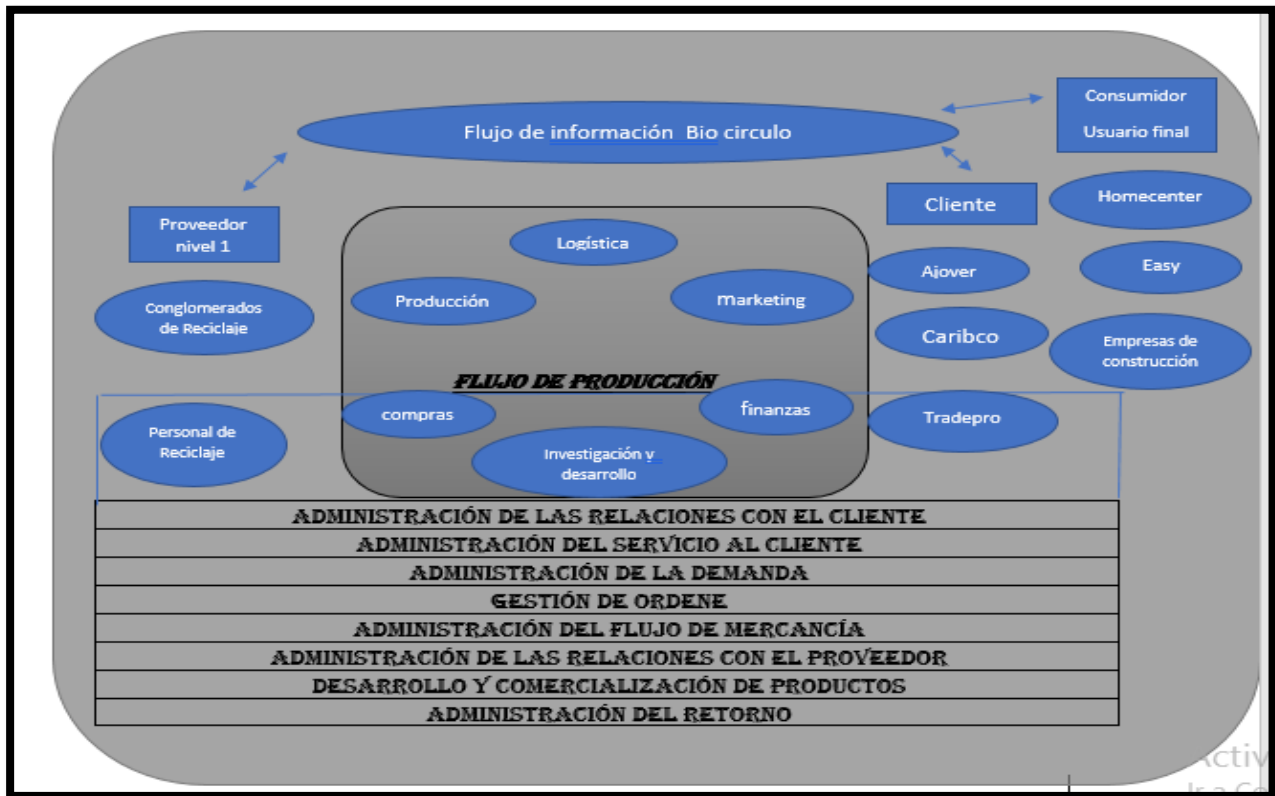 Flujo de información Bio circulo
Consumidor
Usuario final
Proveedor
nivel 1
Cliente
Homecenter
Logística
Ajover
Easy
Conglomerados
de Reciclaje
Producción
marketing
Caribco
Empresas de
construcción
FLUJO DE PRODUCCIÓN
Personal de
Reciclaje
compras
finanzas
Tradepro
Investigación y
desarrollo
ADMINISTRACIÓN DE LAS RELACIONES CON EL CLIENTE
ADMINISTRACIÓN DEL SERVICIO AL CLIENTE
ADMINISTRACIÓN DE LA DEMANDA
GESTIÓN DE ORDENE
ADMINISTRACIÓN DEL FLUJO DE MERCANCÍA
ADMINISTRACIÓN DE LAS RELACIONES CON EL PROVEEDOR
DESARROLLO Y COMERCIALIZACIÓN DE PRODUCTOS
ADMINISTRACIÓN DEL RETORNO
Activ